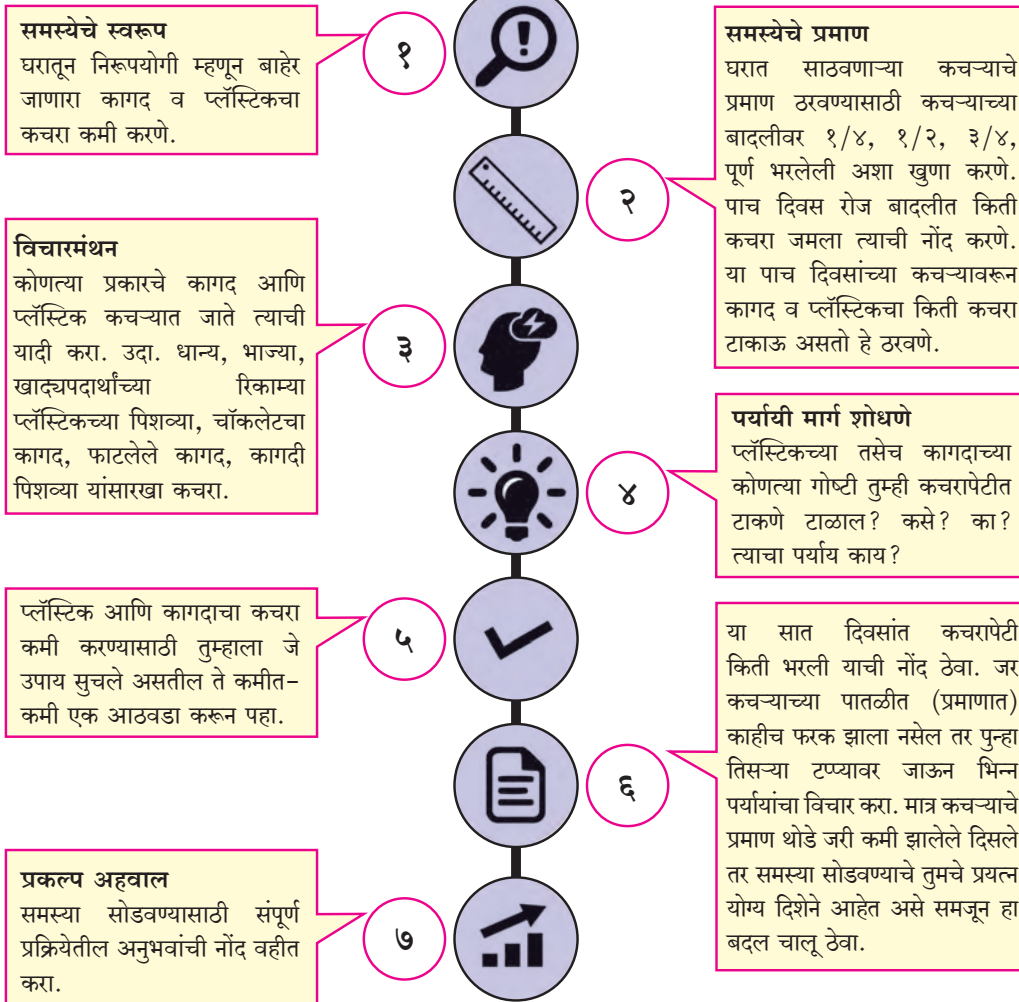 समस्येचे स्वरूप
घरातून निरूपयोगी म्हणून बाहेर
जाणारा कागद व प्लॅस्टिकचा
कचरा कमी करणे.
१
समस्येचे प्रमाण
घरात साठवणाऱ्या कचऱ्याचे
प्रमाण ठरवण्यासाठी कचऱ्याच्या
बादलीवर १/४, १/२, ३/४,
पूर्ण भरलेली अशा खुणा करणे.
पाच दिवस रोज बादलीत किती
कचरा जमला त्याची नोंद करणे.
या पाच दिवसांच्या कचऱ्यावरून
कागद व प्लॅस्टिकचा किती कचरा
टाकाऊ असतो हे ठरवणे.
२
विचारमंथन
कोणत्या प्रकारचे कागद आणि
प्लॅस्टिक कचऱ्यात जाते त्याची
यादी करा. उदा. धान्य, भाज्या,
खाद्यपदार्थांच्या रिकाम्या
प्लॅस्टिकच्या पिशव्या, चॉकलेटचा
कागद, फाटलेले कागद, कागदी
पिशव्या यांसारखा कचरा.
३
पर्यायी मार्ग शोधणे
प्लॅस्टिकच्या तसेच कागदाच्या
कोणत्या गोष्टी तुम्ही कचरापेटीत
टाकणे टाळाल? कसे? का?
त्याचा पर्याय काय?
४
प्लॅस्टिक आणि कागदाचा कचरा
कमी करण्यासाठी तुम्हाला जे
उपाय सुचले असतील ते कमीत-
कमी एक आठवडा करून पहा.
५
या सात दिवसांत कचरापेटी
किती भरली याची नोंद ठेवा. जर
कचऱ्याच्या पातळीत (प्रमाणात)
काहीच फरक झाला नसेल तर पुन्हा
तिसऱ्या टप्प्यावर जाऊन भिन्न
पर्यायांचा विचार करा. मात्र कचऱ्याचे
प्रमाण थोडे जरी कमी झालेले दिसले
तर समस्या सोडवण्याचे तुमचे प्रयत्न
योग्य दिशेने आहेत असे समजून हा
बदल चालू ठेवा.
६
प्रकल्प अहवाल
समस्या सोडवण्यासाठी संपूर्ण
प्रक्रियेतील अनुभवांची नोंद वहीत
करा.
७